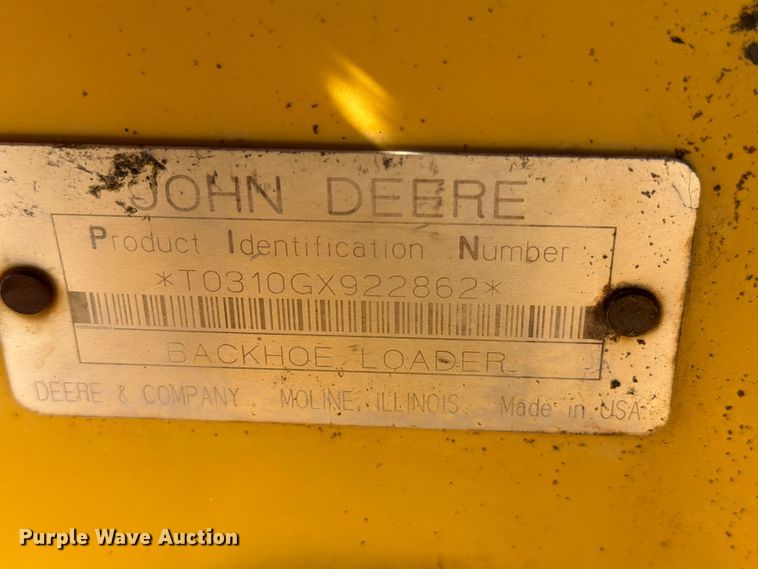 JOHN DEERE
Product Identification Number
*T0310GX922862*
BACKHOE LOADER
DEERE & COMPANY MOLINE, ILLINOIS Made in USA
Purple Wave Auction